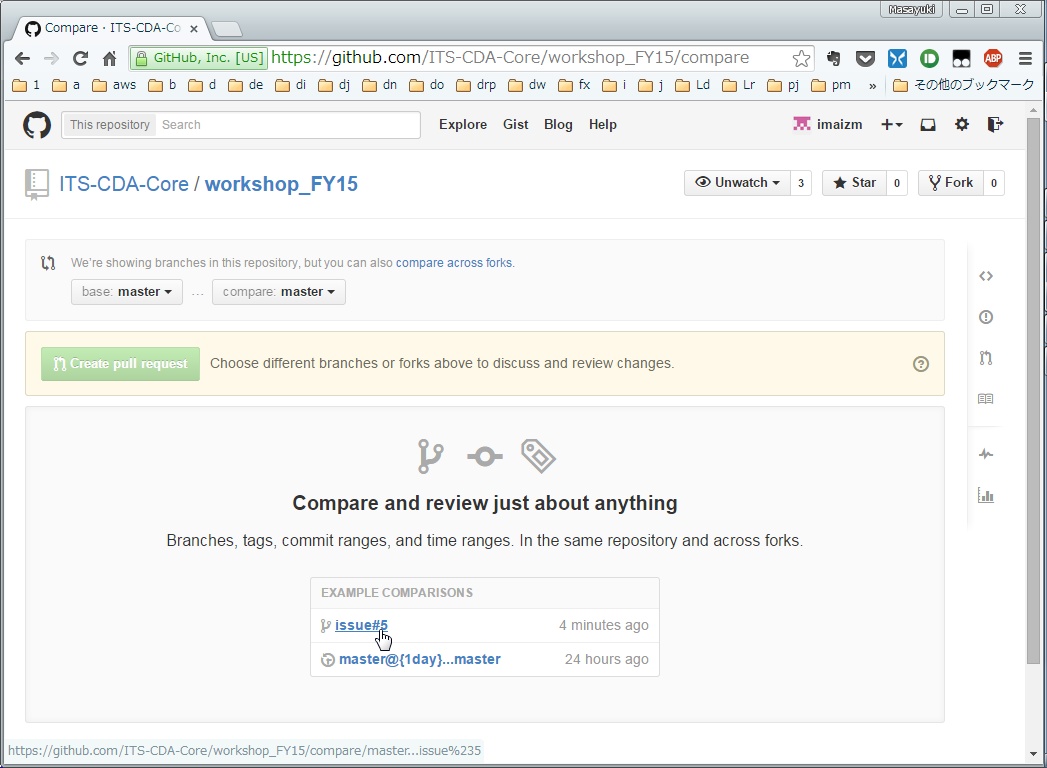 Masayuki
Compare · ITS-CDA-Co
GitHub, Inc. [US] https://github.com/ITS-CDA-Core/workshop_FY15/compare
ABP
1 a aws b d de di dj dn do drp dw fx i j Ld Lr pj pm » その他のブックマーク
This repository Search Explore Gist Blog Help imaizm
ITS-CDA-Core / workshop_FY15 Unwatch 3 Star 0 Fork 0
We're showing branches in this repository, but you can also compare across forks.
base: master ... compare: master
Create pull request Choose different branches or forks above to discuss and review changes.
Compare and review just about anything
Branches, tags, commit ranges, and time ranges. In the same repository and across forks.
EXAMPLE COMPARISONS
issue#5 4 minutes ago
master@{1day}...master 24 hours ago
https://github.com/ITS-CDA-Core/workshop_FY15/compare/master...issue%235